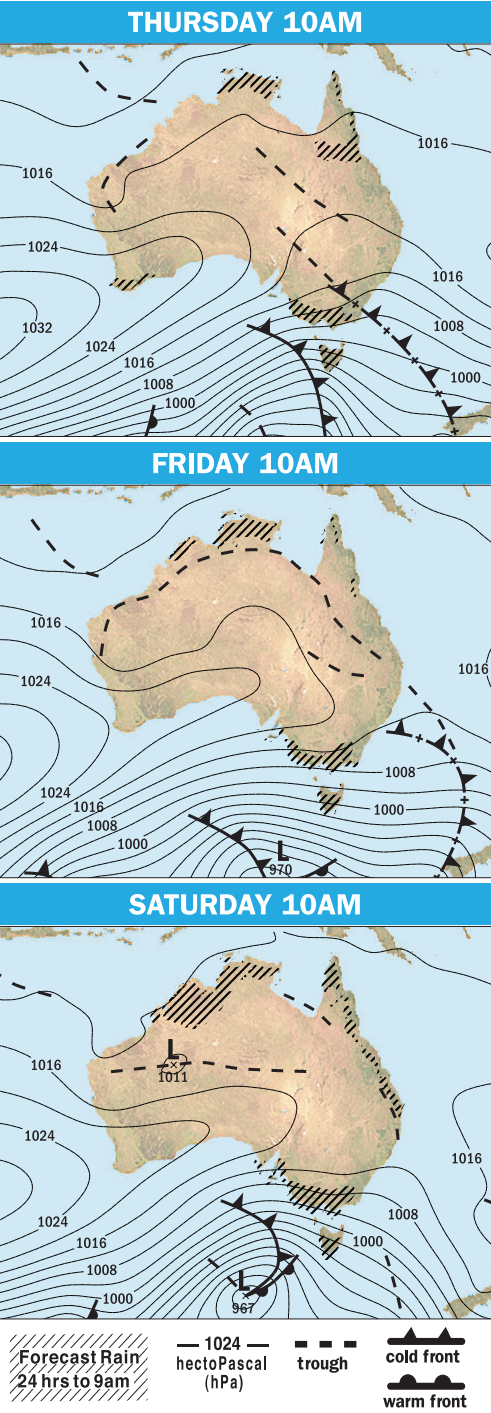 THURSDAY 10AM
1016
1016
1024
1016
1032
1008
1024
1016
1000
1008
1000
FRIDAY 10AM
1016
1016
1024
1008
1024
1016
1000
1008
1000
L
970
SATURDAY 10AM
L
1016
1011
1024
1016
1024
1008
1016
1000
1008
L
1000
967
Forecast Rain
24 hrs to 9am
1024
hectoPascal
(hPa)
trough
cold front
warm front